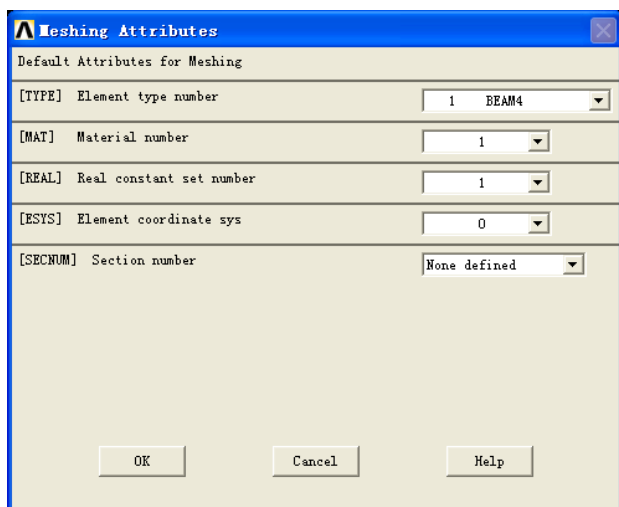 Meshing Attributes
Default Attributes for Meshing
[TYPE] Element type number 1 BEAM4
[MAT] Material number 1
[REAL] Real constant set number 1
[ESYS] Element coordinate sys 0
[SECNUM] Section number None defined
OK Cancel Help